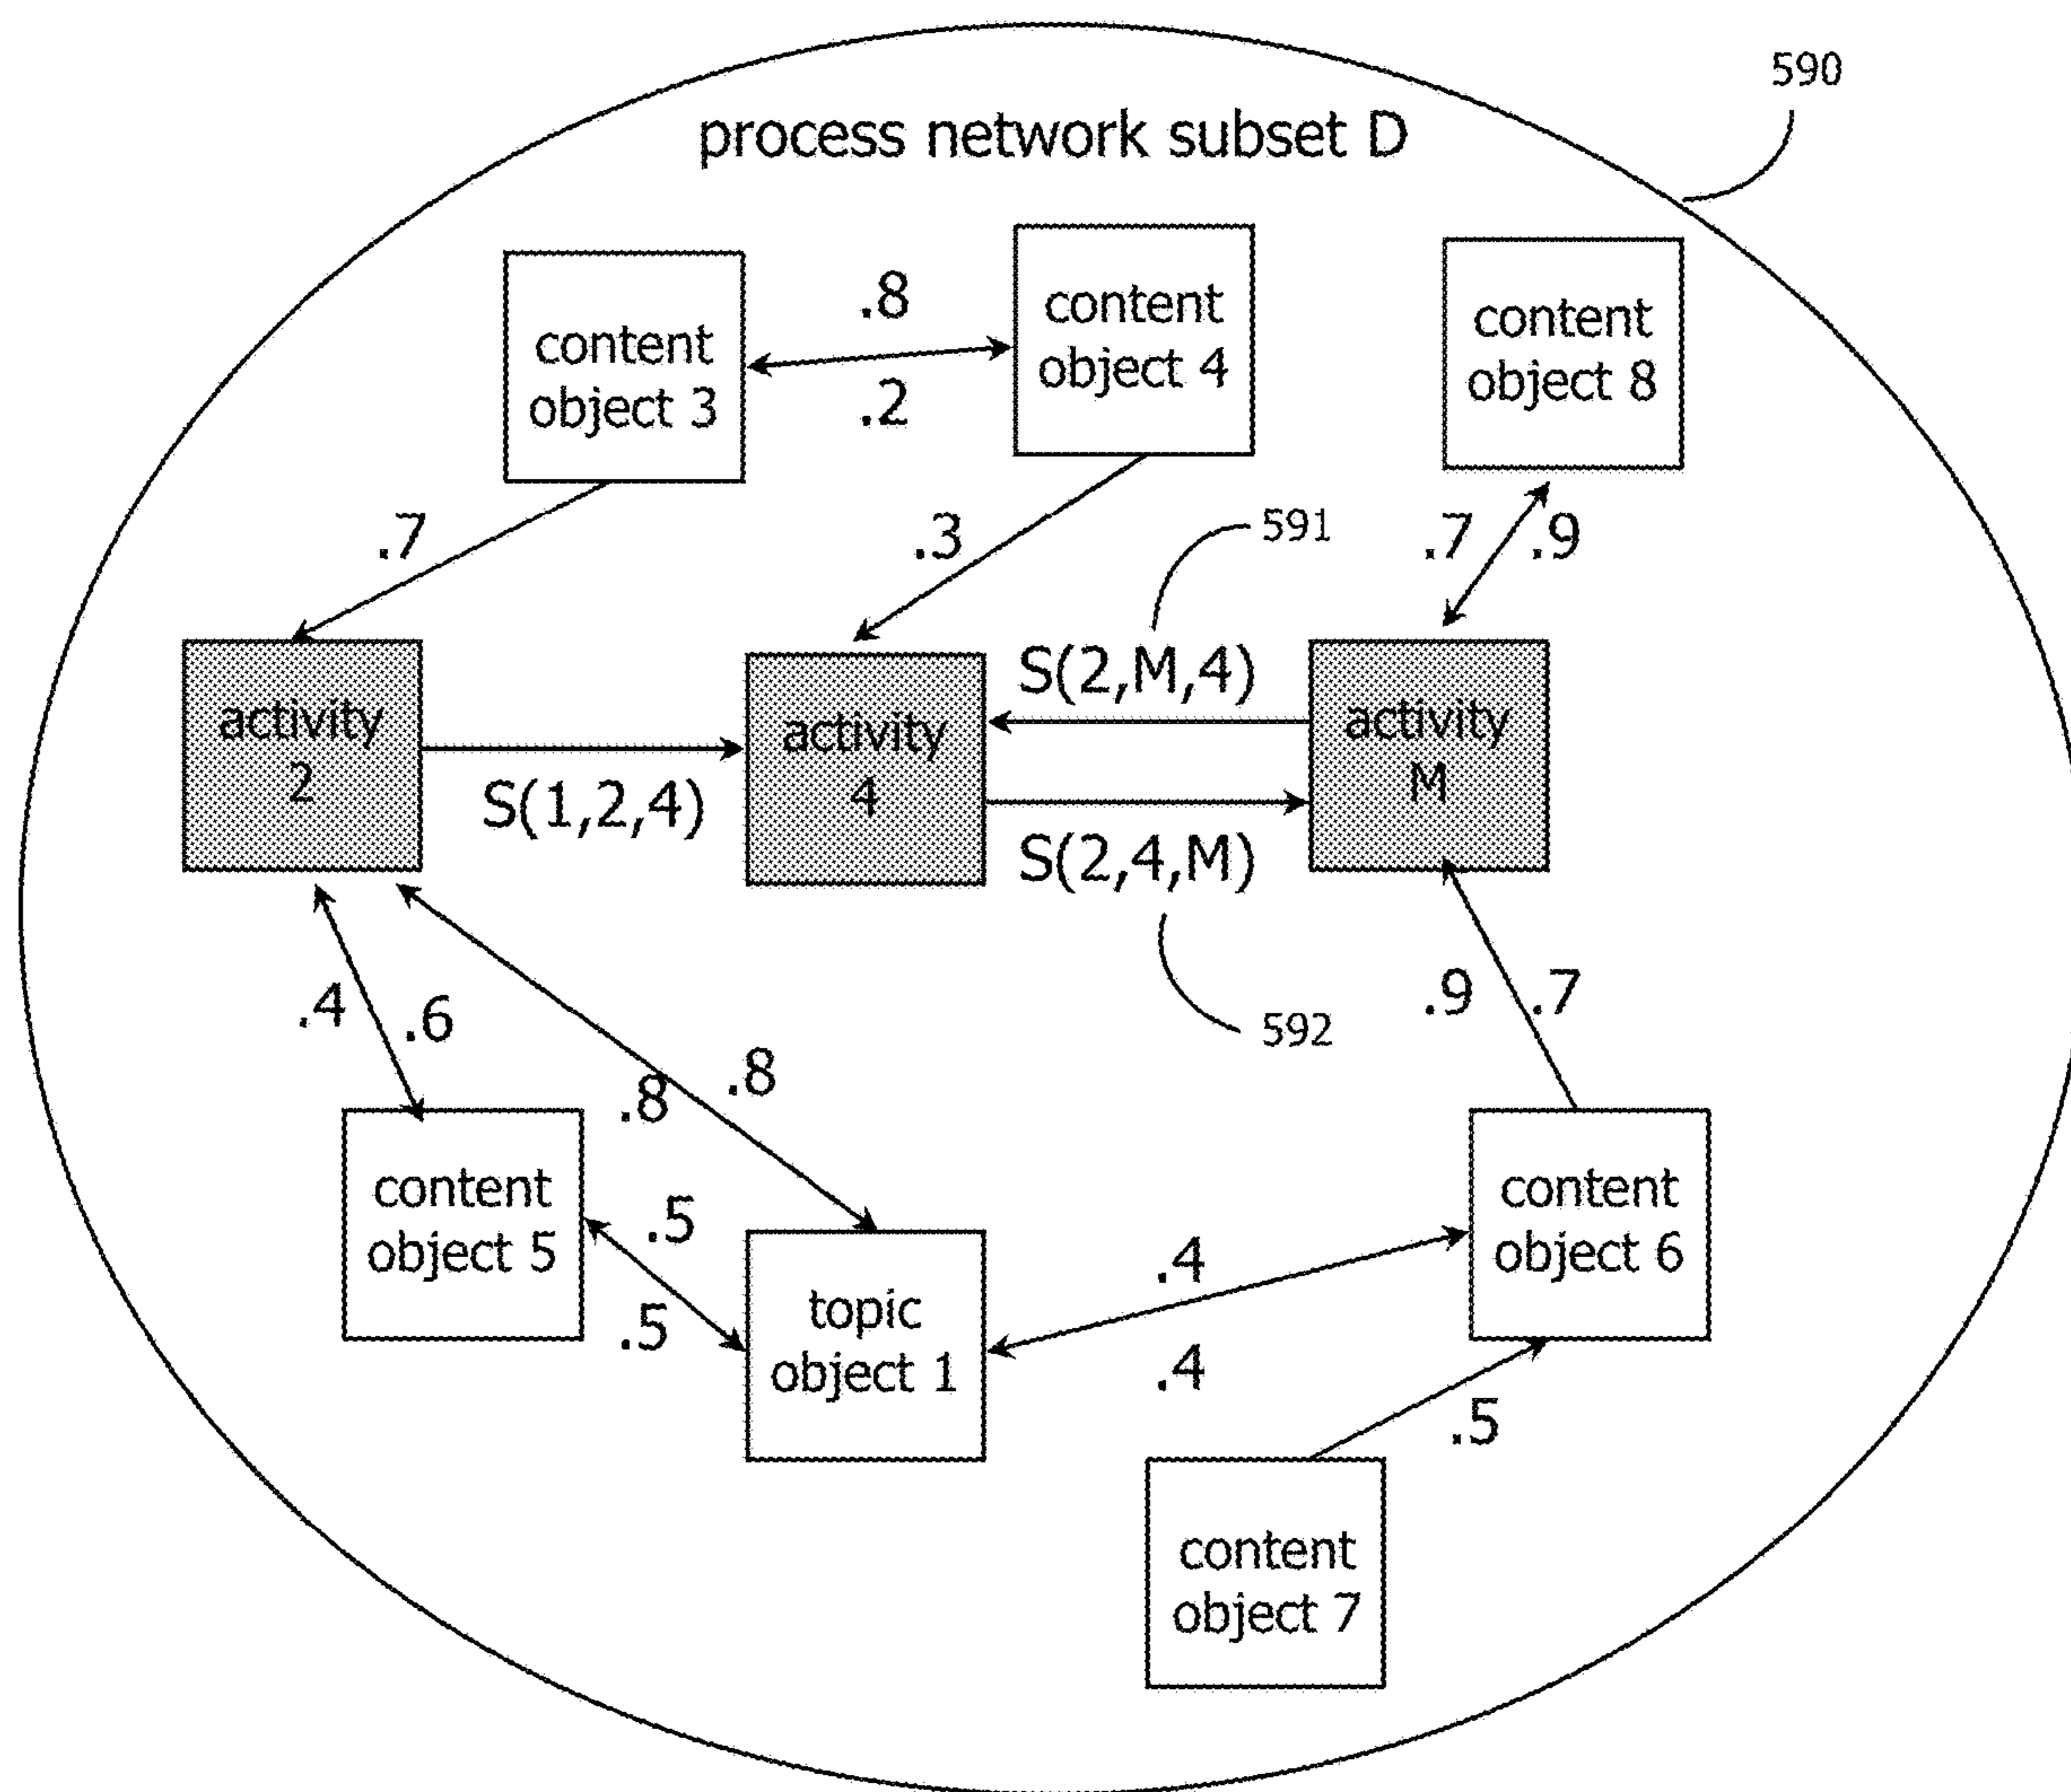 590
process network subset D
content
object 3
.8
.2
content
object 4
content
object 8
.7
.3
591
.7
.9
activity
2
S(1,2,4)
activity
4
S(2,M,4)
S(2,4,M)
activity
M
592
.4
.6
.8
.8
.9
.7
content
object 5
.5
.5
topic
object 1
.4
.4
content
object 6
.5
content
object 7